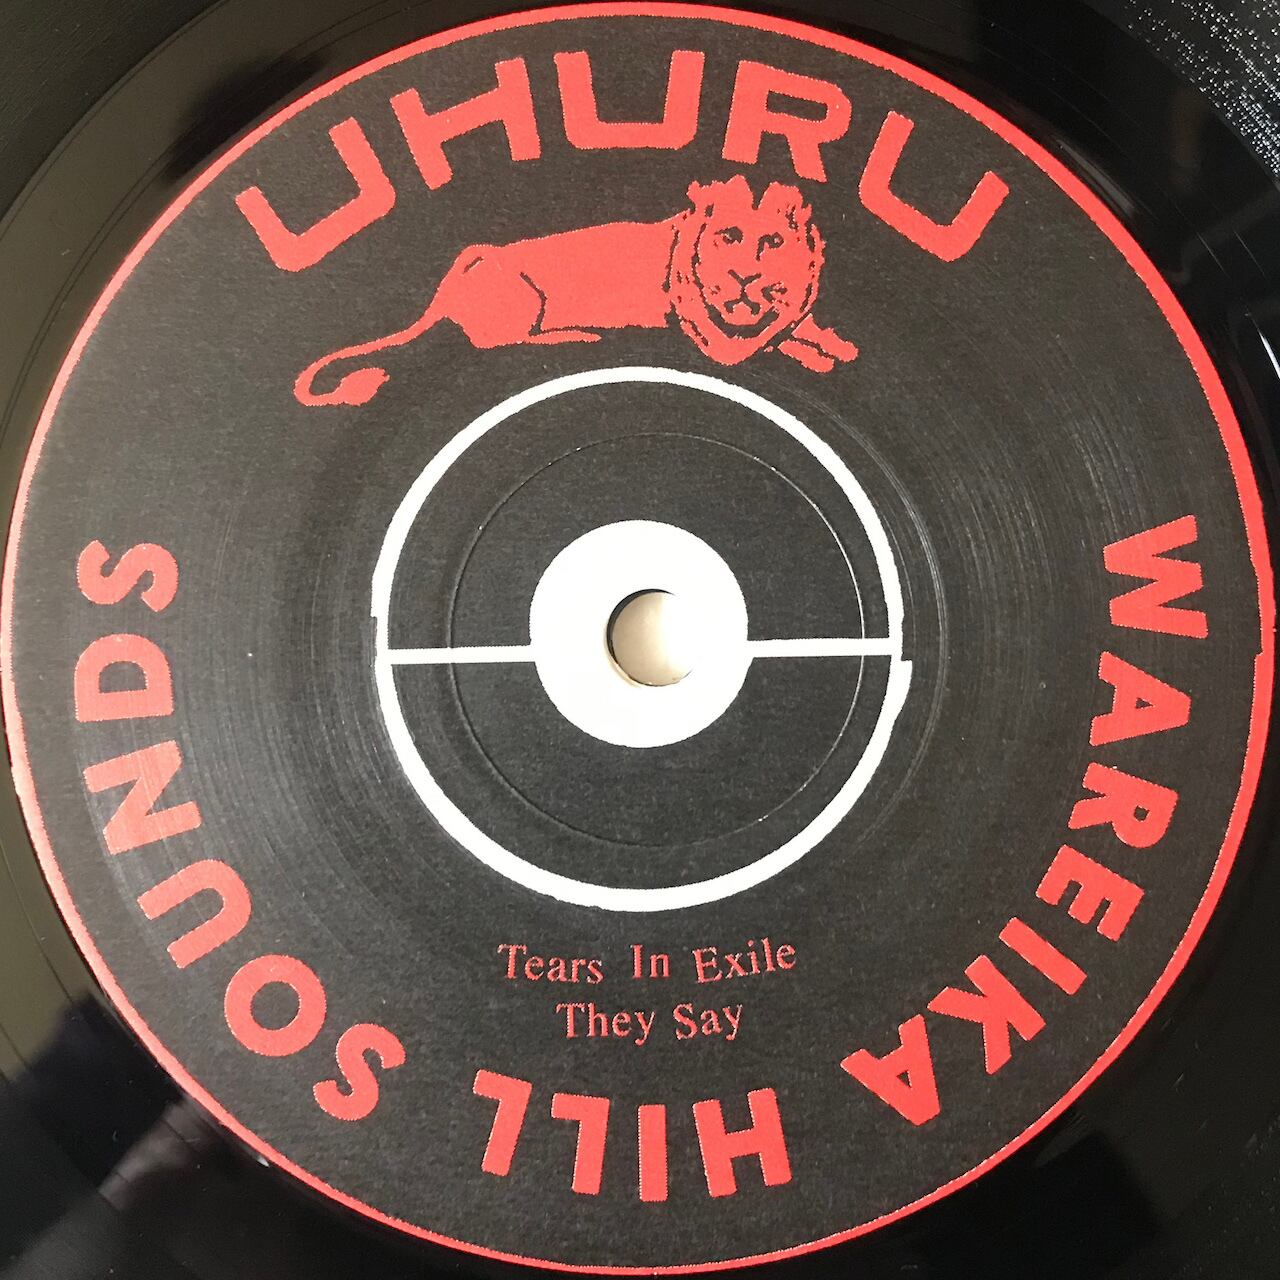 UHURU
WAREIKA HILL SOUNDS
Tears In Exile
They Say